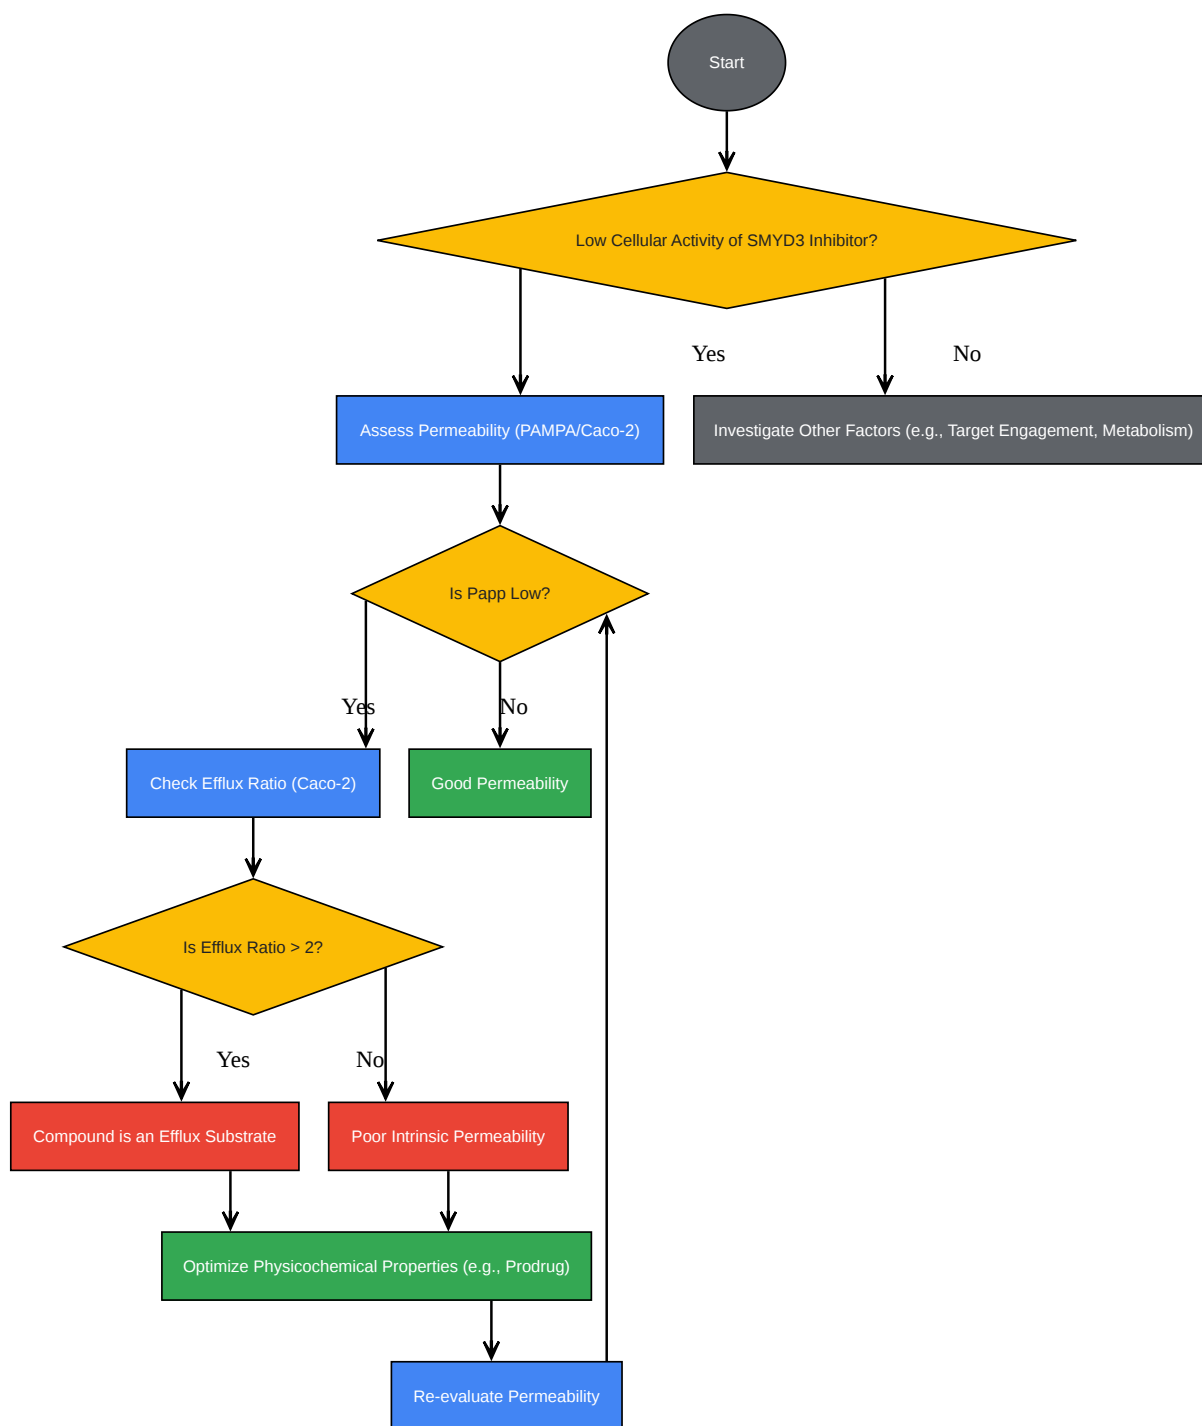 Start
Low Cellular Activity of SMYD3 Inhibitor?
Yes
No
Assess Permeability (PAMPA/Caco-2)
Investigate Other Factors (e.g., Target Engagement, Metabolism)
Is Papp Low?
Yes
No
Check Efflux Ratio (Caco-2)
Good Permeability
Is Efflux Ratio > 2?
Yes
No
Compound is an Efflux Substrate
Poor Intrinsic Permeability
Optimize Physicochemical Properties (e.g., Prodrug)
Re-evaluate Permeability